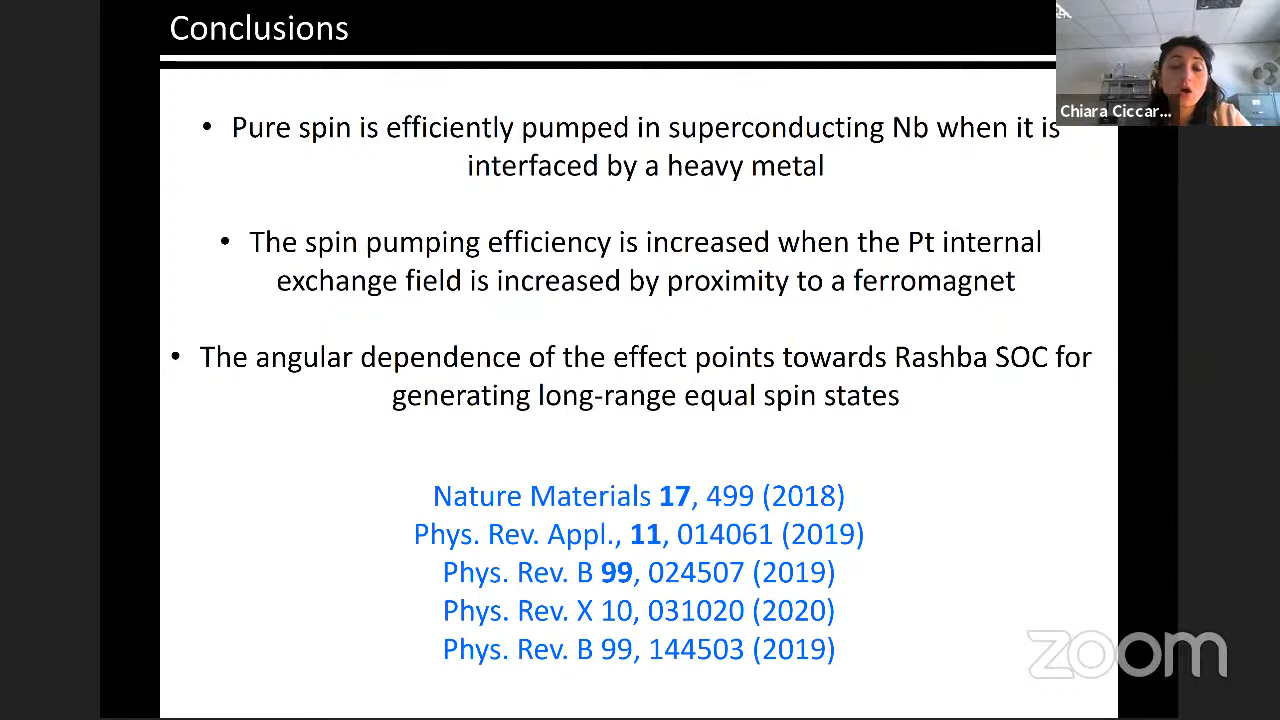 Conclusions
Chiara Ciccar...
• Pure spin is efficiently pumped in superconducting Nb when it is
interfaced by a heavy metal
• The spin pumping efficiency is increased when the Pt internal
exchange field is increased by proximity to a ferromagnet
• The angular dependence of the effect points towards Rashba SOC for
generating long-range equal spin states
Nature Materials 17, 499 (2018)
Phys. Rev. Appl., 11, 014061 (2019)
Phys. Rev. B 99, 024507 (2019)
Phys. Rev. X 10, 031020 (2020)
Phys. Rev. B 99, 144503 (2019)
zoom